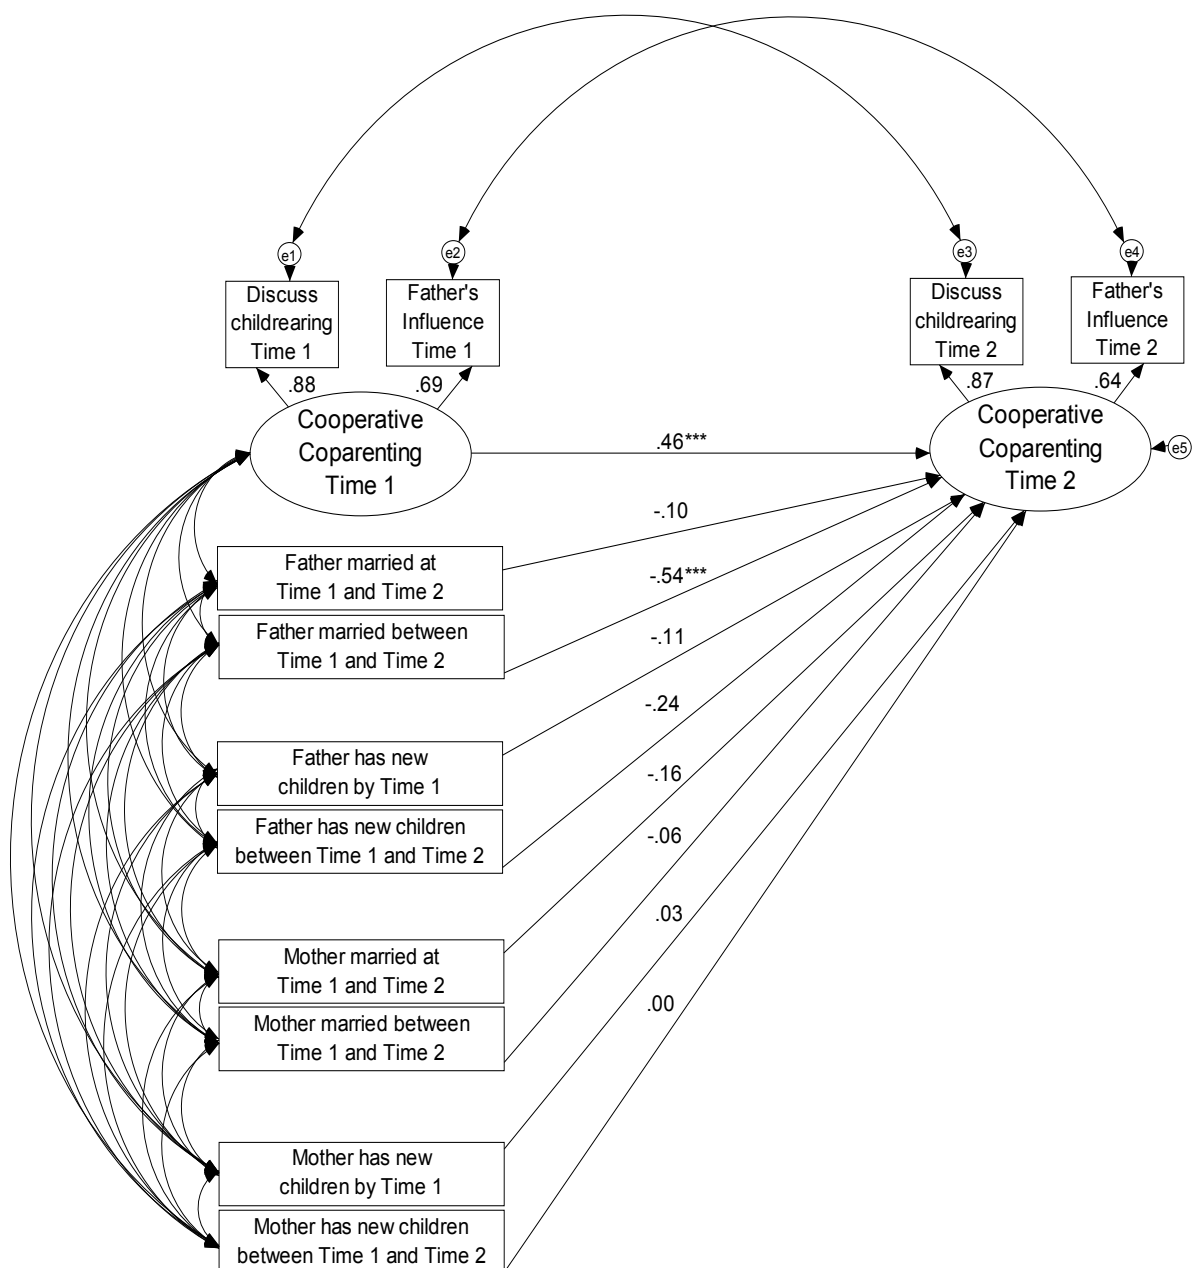 e1
e2
e3
e4
Discuss
childrearing
Time 1
Father's
Influence
Time 1
Discuss
childrearing
Time 2
Father's
Influence
Time 2
.88
.69
.87
.64
Cooperative
Coparenting
Time 1
.46***
Cooperative
Coparenting
Time 2
e5
-.10
Father married at
Time 1 and Time 2
-.54***
Father married between
Time 1 and Time 2
-.11
-.24
Father has new
children by Time 1
-.16
Father has new children
between Time 1 and Time 2
-.06
.03
Mother married at
Time 1 and Time 2
.00
Mother married between
Time 1 and Time 2
Mother has new
children by Time 1
Mother has new children
between Time 1 and Time 2